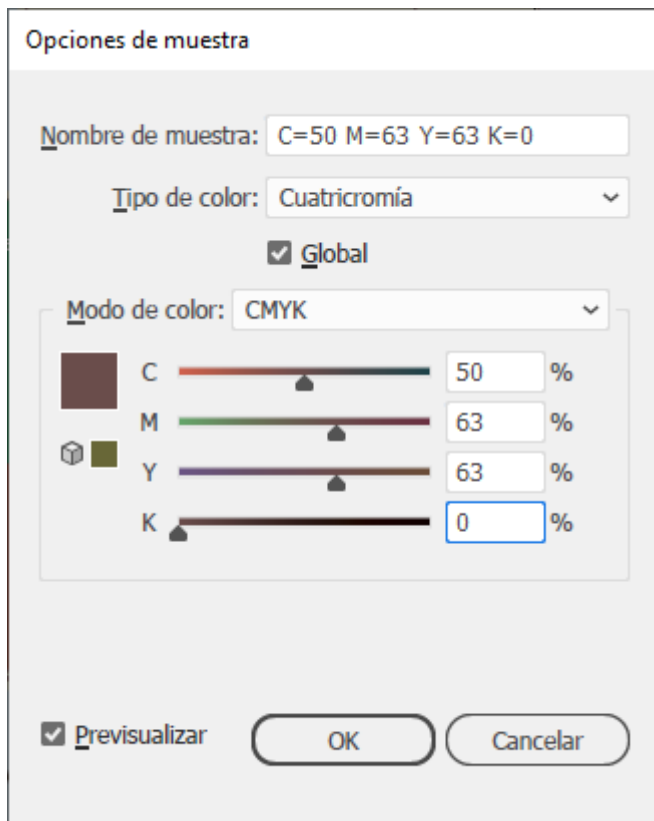 Opciones de muestra
Nombre de muestra: C=50 M=63 Y=63 K=0
Tipo de color: Cuatricromía
Global
Modo de color: CMYK
C 50 %
M 63 %
Y 63 %
K 0 %
Previsualizar OK Cancelar